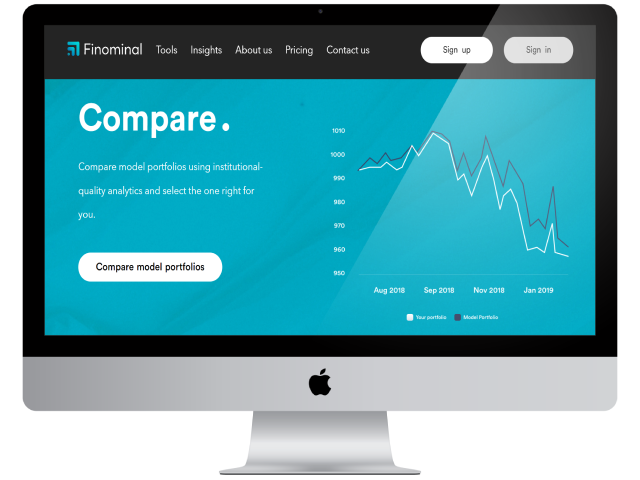 Finominal Tools Insights About us Pricing Contact us Sign up Sign in
Compare.
Compare model portfolios using institutional-
quality analytics and select the one right for
you.
Compare model portfolios
1010
1000
990
980
970
960
950
Aug 2018 Sep 2018 Nov 2018 Jan 2019
Your portfolio Model Portfolio